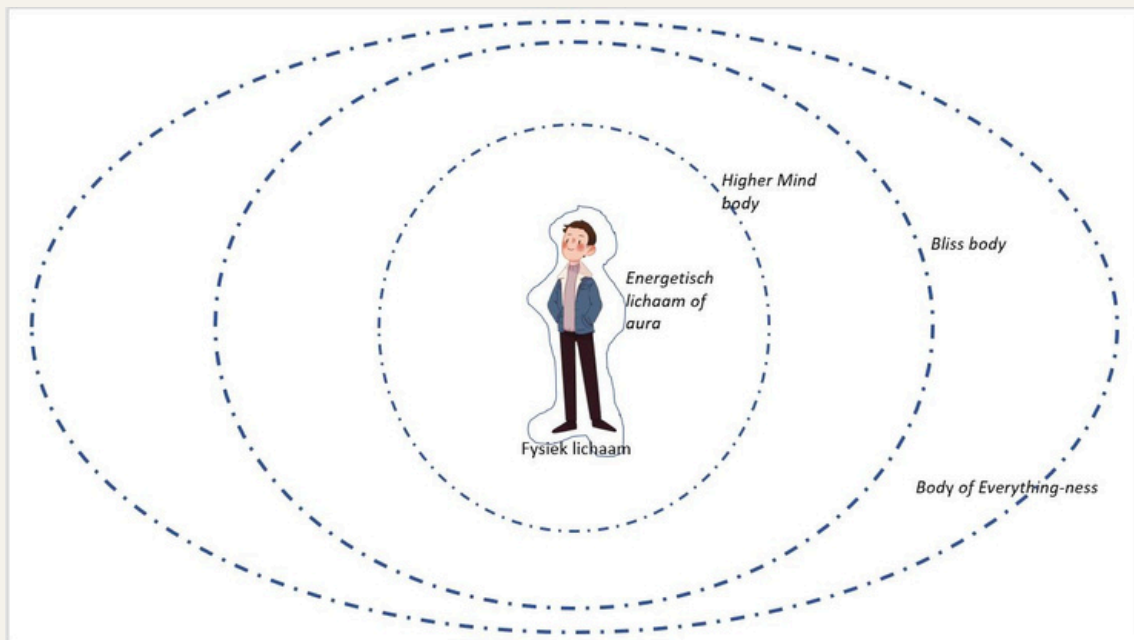 Higher Mind
body
Bliss body
Energetisch
lichaam of
aura
Fysiek lichaam
Body of Everything-ness